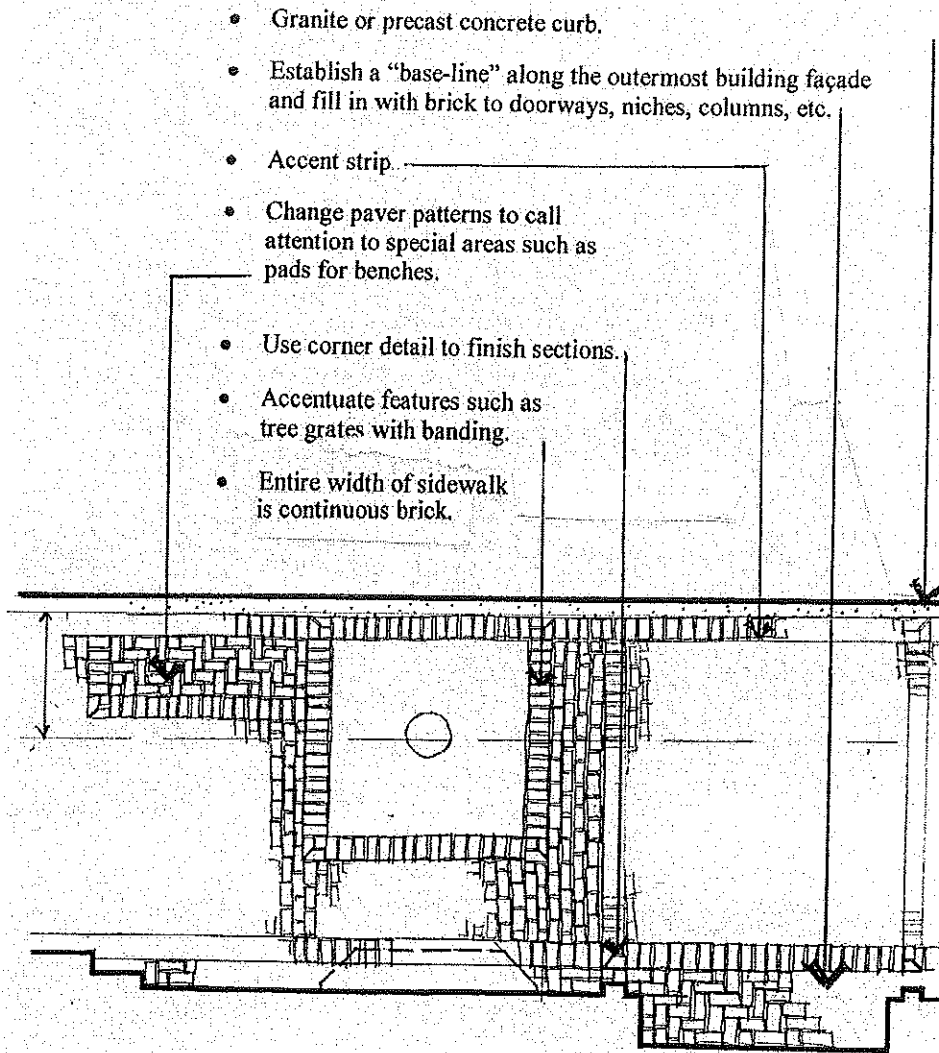 • Granite or precast concrete curb.
• Establish a “base-line” along the outermost building façade
and fill in with brick to doorways, niches, columns, etc.
• Accent strip
• Change paver patterns to call
attention to special areas such as
pads for benches.
• Use corner detail to finish sections.
• Accentuate features such as
tree grates with banding.
• Entire width of sidewalk
is continuous brick.